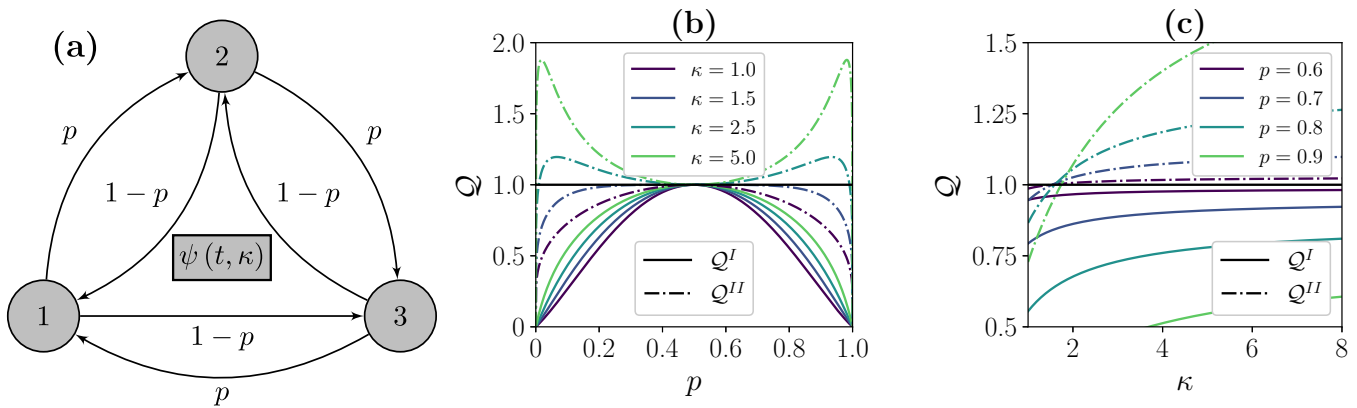 (a)
2
p
p
1 − p
1 − p
ψ (t, κ)
1
3
1 − p
p
(b)
2.0
1.5
1.0
0.5
0
κ = 1.0
κ = 1.5
κ = 2.5
κ = 5.0
𝒬
𝒬^I
𝒬^{II}
0
0.2
0.4
0.6
0.8
1.0
p
(c)
1.5
1.25
1.0
0.75
0.5
p = 0.6
p = 0.7
p = 0.8
p = 0.9
𝒬
𝒬^I
𝒬^{II}
2
4
6
8
κ